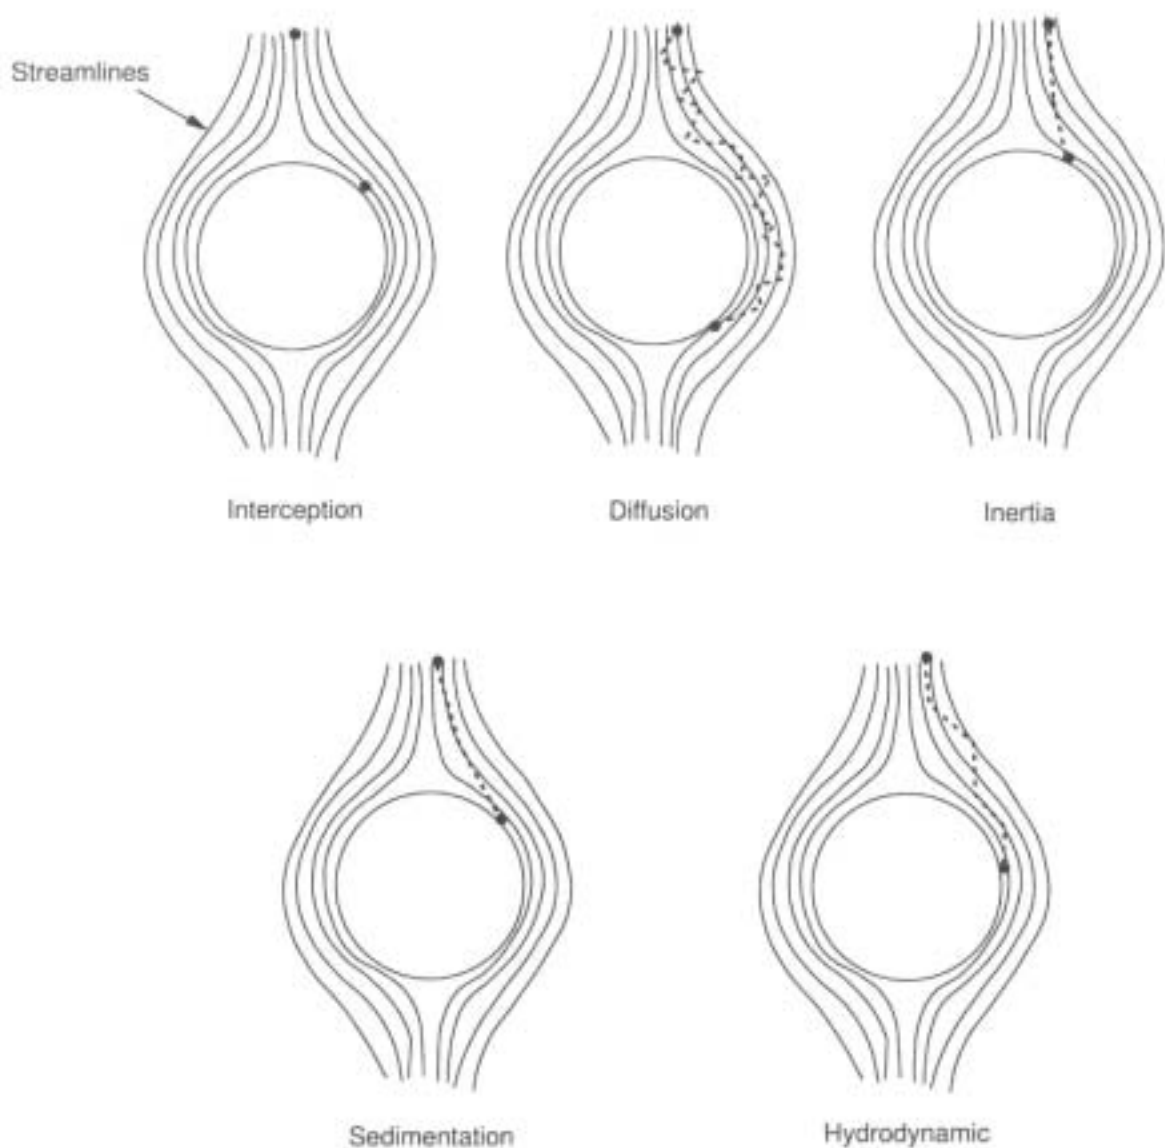 Streamlines
Interception
Diffusion
Inertia
Sedimentation
Hydrodynamic